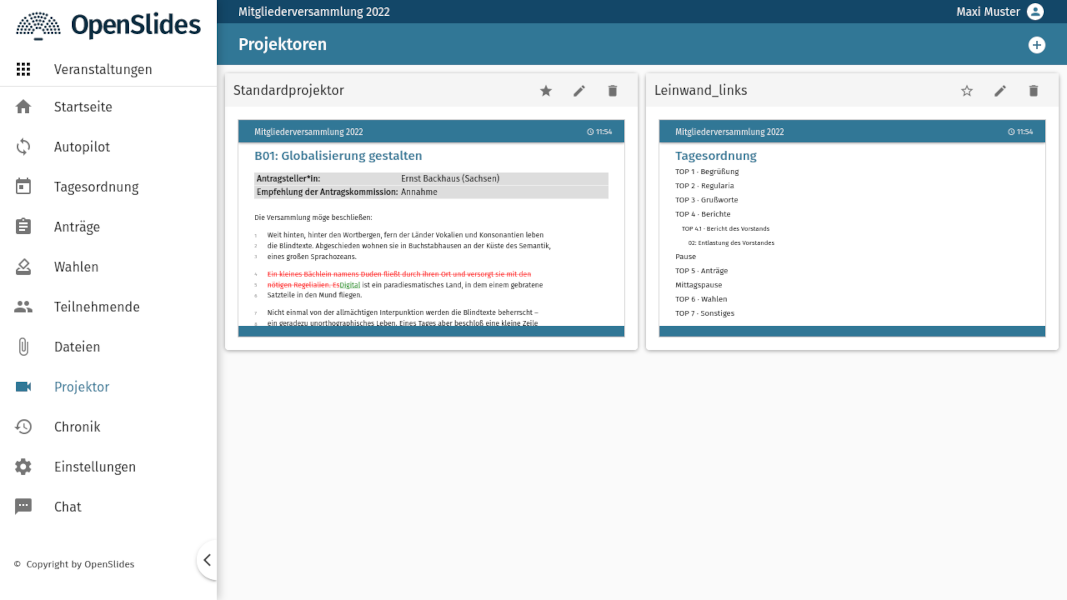 OpenSlides
Mitgliederversammlung 2022
Maxi Muster
Projektoren
Veranstaltungen
Startseite
Autopilot
Tagesordnung
Anträge
Wahlen
Teilnehmende
Dateien
Projektor
Chronik
Einstellungen
Chat
© Copyright by OpenSlides
Standardprojektor
Mitgliederversammlung 2022
11:54
B01: Globalisierung gestalten
Antragsteller*in: Ernst Backhaus (Sachsen)
Empfehlung der Antragskommission: Annahme
Die Versammlung möge beschließen:
1 Weit hinten, hinter den Wortbergen, fern der Länder Vokalien und Konsonantien leben
2 die Blindtexte. Abgeschieden wohnen sie in Buchstabhausen an der Küste des Semantik,
3 eines großen Sprachozeans.
4 Ein kleines Bächlein namens Duden fließt durch ihren Ort und versorgt sie mit den
5 nötigen Regelialien. EsDigital ist ein paradiesmatisches Land, in dem einem gebratene
6 Satzteile in den Mund fliegen.
7 Nicht einmal von der allmächtigen Interpunktion werden die Blindtexte beherrscht –
8 ein geradezu unorthographisches Leben. Eines Tages aber beschloß eine kleine Zeile
Leinwand_links
Mitgliederversammlung 2022
11:54
Tagesordnung
TOP 1 · Begrüßung
TOP 2 · Regularia
TOP 3 · Grußworte
TOP 4 · Berichte
TOP 4.1 · Bericht des Vorstands
02: Entlastung des Vorstandes
Pause
TOP 5 · Anträge
Mittagspause
TOP 6 · Wahlen
TOP 7 · Sonstiges